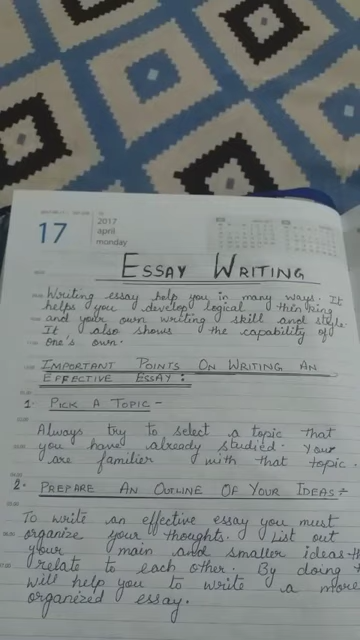 17
2017
april
monday
ESSAY WRITING
Writing essay help you in many ways. It
helps you develop logical thinking
and your own writing skill and style.
It also shows the capability of
one's own.
IMPORTANT POINTS ON WRITING AN
EFFECTIVE ESSAY:
1. PICK A TOPIC -
Always try to select a topic that
you have already studied. Your
are familier with that topic.
2. PREPARE AN OUTLINE OF YOUR IDEAS:-
To write an effective essay you must
organize your thoughts. List out
your main and smaller ideas
relate to each other. By doing
will help you to write a more
organized essay.